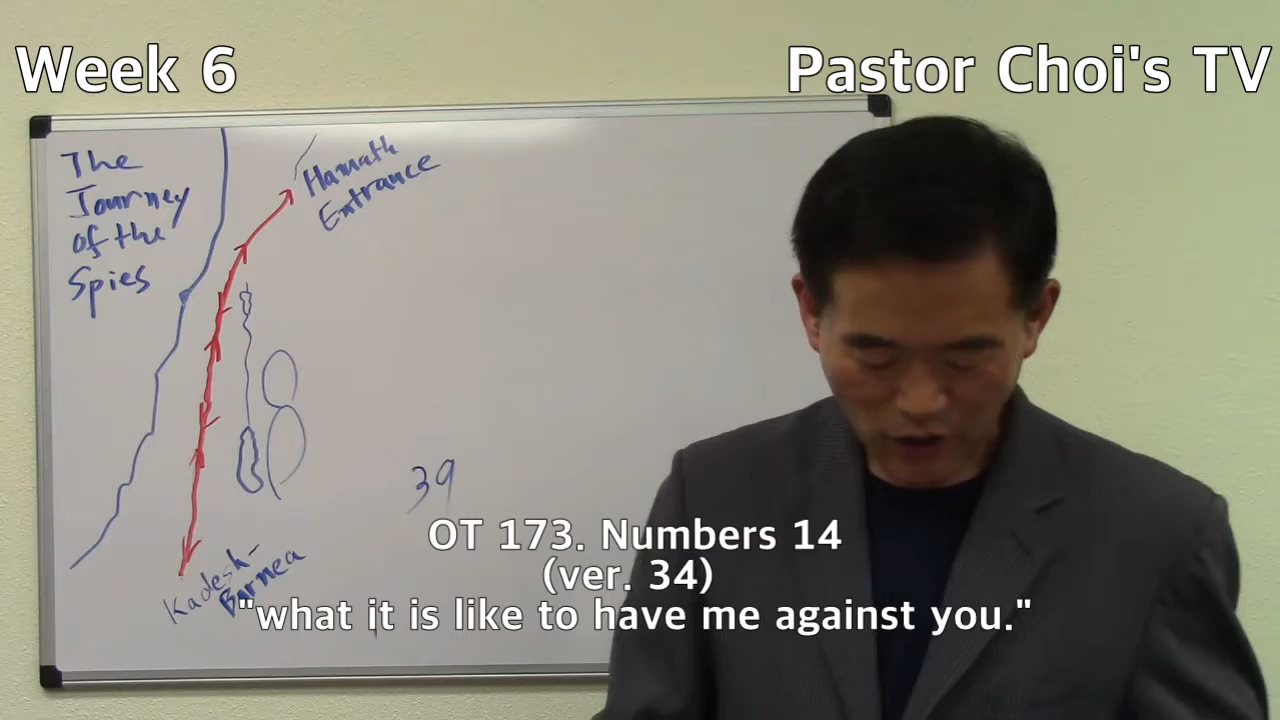 Week 6
Pastor Choi's TV
The
Journey
of the
Spies
Hamath
Entrance
39
Kadesh-
Barnea
OT 173. Numbers 14
(ver. 34)
"what it is like to have me against you."